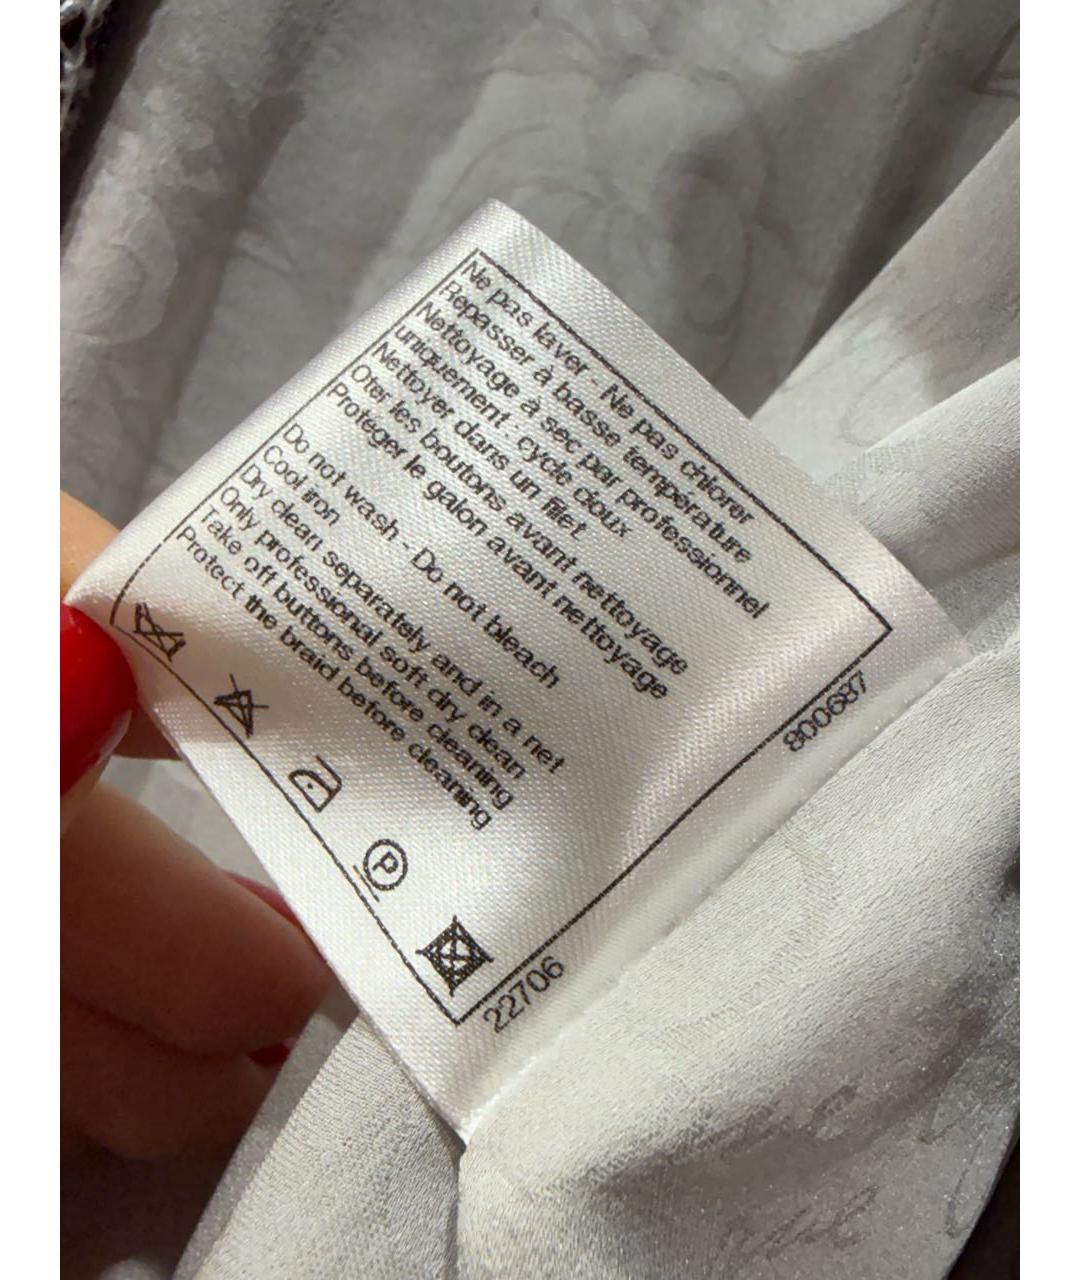 Ne pas laver - Ne pas chlorer
Repasser à basse température
Nettoyage à sec par professionnel
uniquement : cycle doux
Nettoyer dans un filet
Oter les boutons avant nettoyage
Protéger le galon avant nettoyage
Do not wash - Do not bleach
Cool iron
Dry clean separately and in a net
Only professional soft dry clean
Take off buttons before cleaning
Protect the braid before cleaning
P
22706
800687